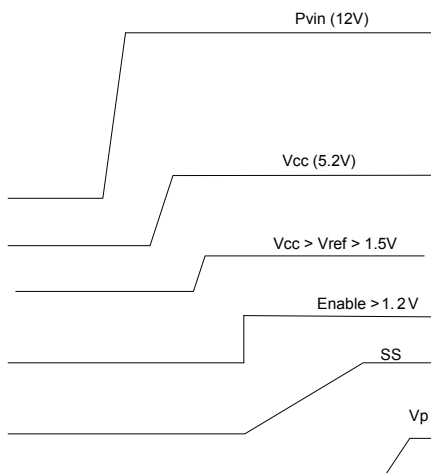 Pvin (12V)
Vcc (5.2V)
Vcc > Vref > 1.5V
Enable > 1.2 V
SS
Vp